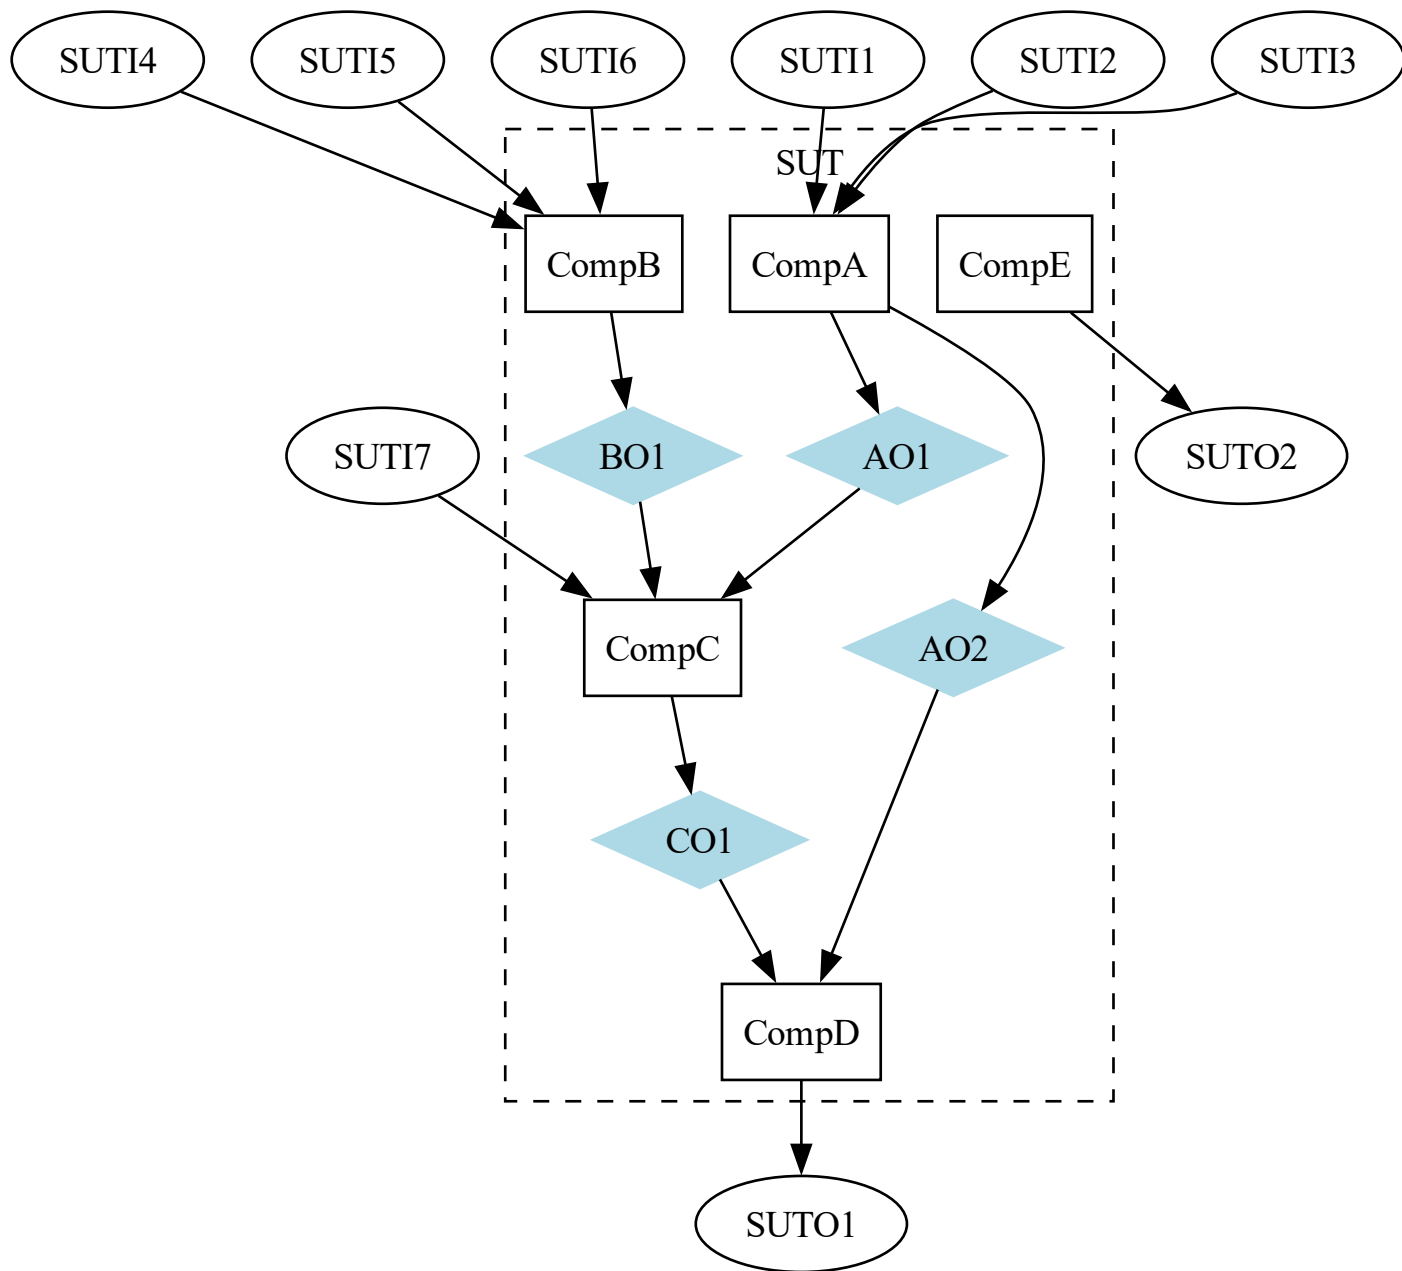 SUTI4
SUTI5
SUTI6
SUTI1
SUTI2
SUTI3
SUT
CompB
CompA
CompE
SUTI7
BO1
AO1
SUTO2
CompC
AO2
CO1
CompD
SUTO1